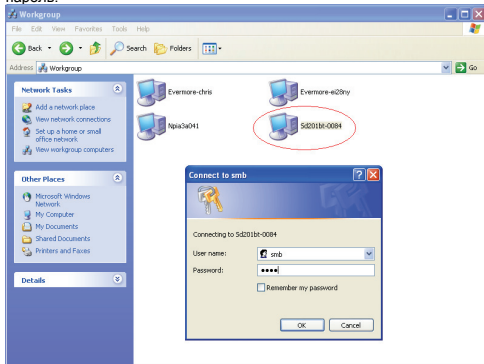 пароль.
Workgroup
File Edit View Favorites Tools Help
Back Search Folders
Address Workgroup Go
Network Tasks
Add a network place
View network connections
Set up a home or small
office network
View workgroup computers
Other Places
Microsoft Windows
Network
My Computer
My Documents
Shared Documents
Printers and Faxes
Details
Evermore-chris
Evermore-ei28ny
Npia3a041
Sd201bt-0084
Connect to smb
Connecting to Sd201bt-0084
User name: smb
Password: ••••
Remember my password
OK Cancel